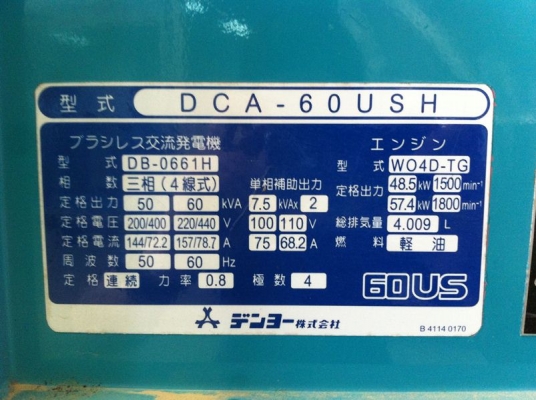 型式 DCA-60USH
ブラシレス交流発電機 エンジン
型式 DB-0661H 型式 WO4D-TG
相数 三相(4線式) 単相補助出力 定格出力 48.5 kW 1500 min⁻¹
定格出力 50 60 kVA 7.5 kVAx 2 57.4 kW 1800 min⁻¹
定格電圧 200/400 220/440 V 100 110 V 総排気量 4.009 L
定格電流 144/72.2 157/78.7 A 75 68.2 A 燃料 軽油
周波数 50 60 Hz
定格 連続 力率 0.8 極数 4 60US
デンヨー株式会社
B 4114 0170